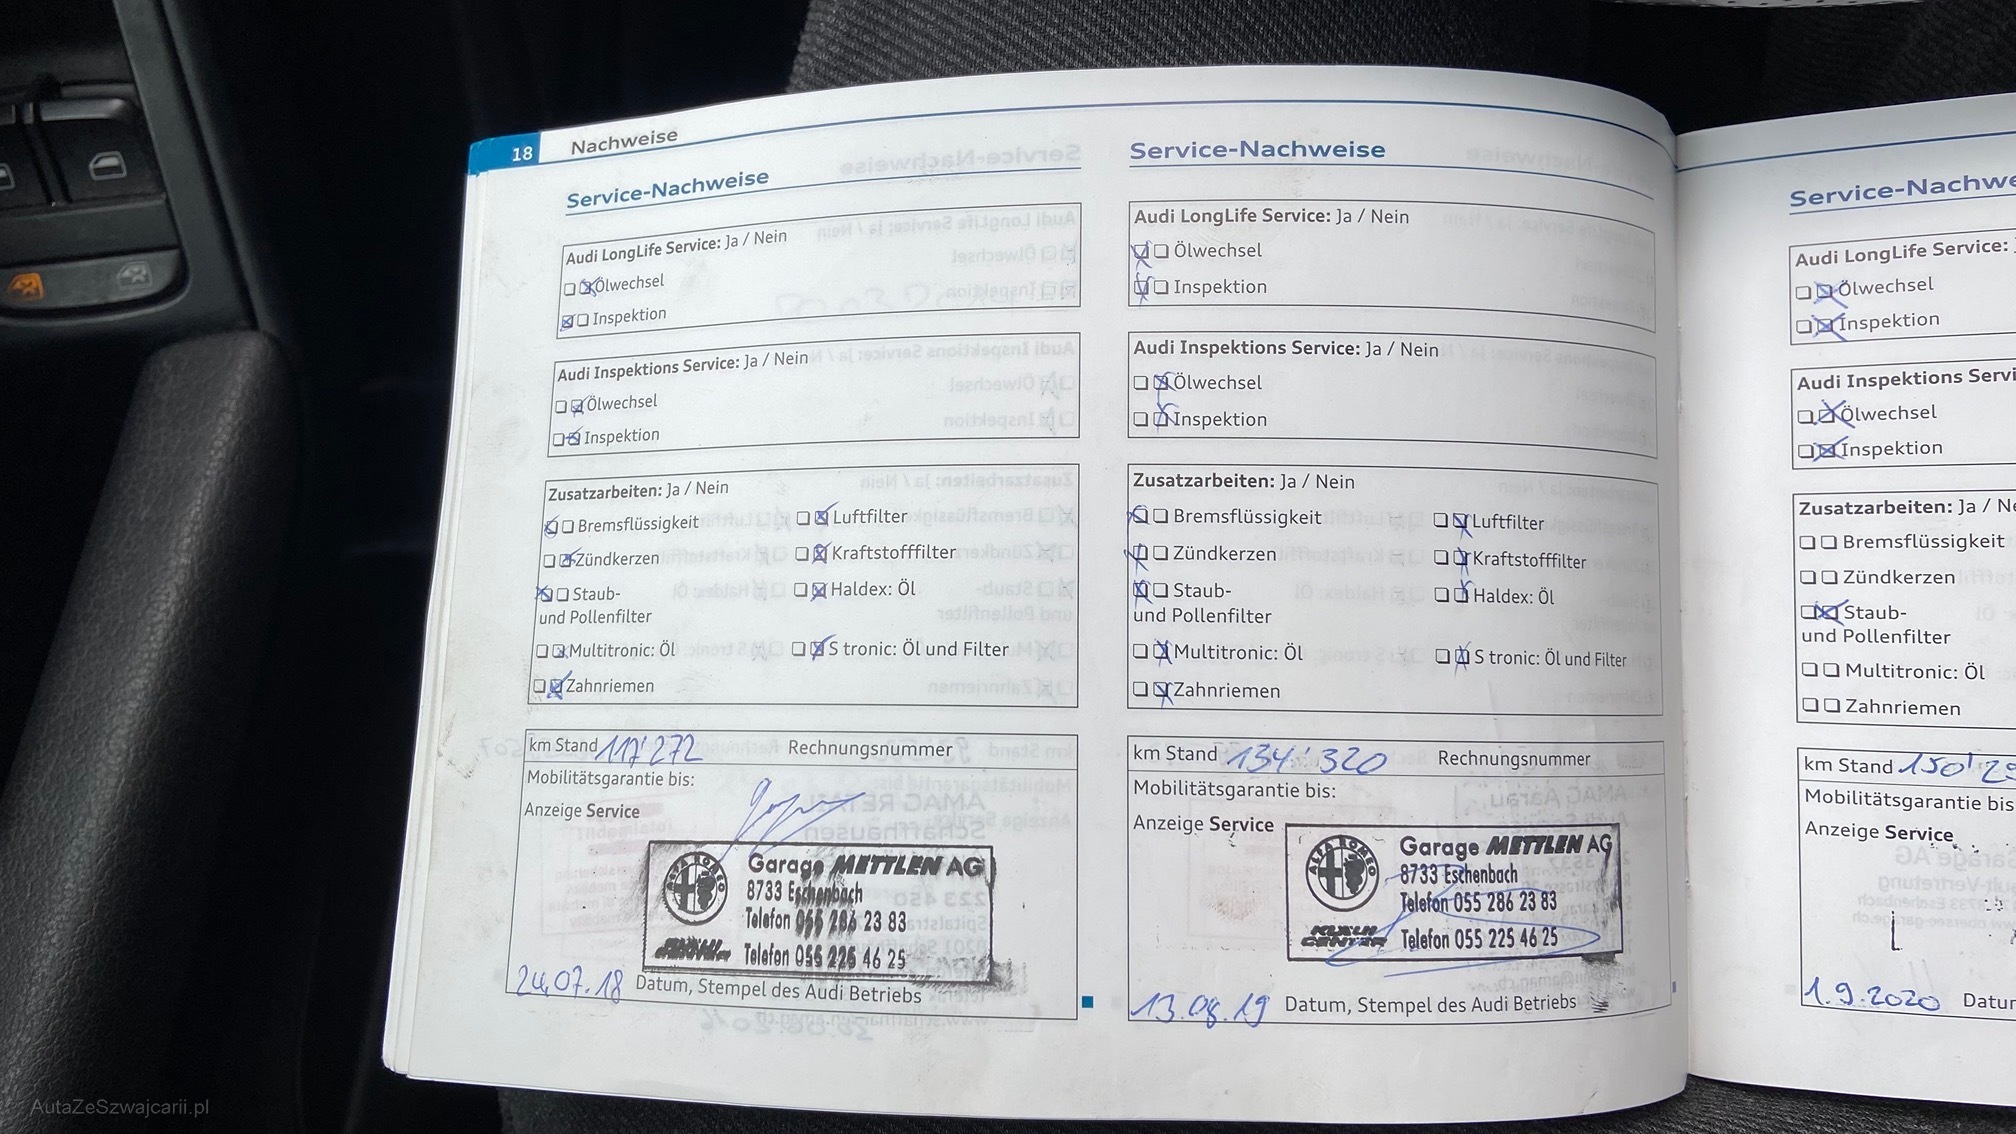 18 Nachweise
Service-Nachweise
Audi LongLife Service: Ja / Nein
Ölwechsel
Inspektion
Audi Inspektions Service: Ja / Nein
Ölwechsel
Inspektion
Zusatzarbeiten: Ja / Nein
Bremsflüssigkeit Luftfilter
Zündkerzen Kraftstofffilter
Staub- Haldex: Öl
und Pollenfilter
Multitronic: Öl S tronic: Öl und Filter
Zahnriemen
km Stand 117'272 Rechnungsnummer
Mobilitätsgarantie bis:
Anzeige Service
ALFA ROMEO
Garage METTLEN AG
8733 Eschenbach
Telefon 055 286 23 83
Telefon 055 225 46 25
24.07.18 Datum, Stempel des Audi Betriebs
Service-Nachweise
Audi LongLife Service: Ja / Nein
Ölwechsel
Inspektion
Audi Inspektions Service: Ja / Nein
Ölwechsel
Inspektion
Zusatzarbeiten: Ja / Nein
Bremsflüssigkeit Luftfilter
Zündkerzen Kraftstofffilter
Staub- Haldex: Öl
und Pollenfilter
Multitronic: Öl S tronic: Öl und Filter
Zahnriemen
km Stand 134'320 Rechnungsnummer
Mobilitätsgarantie bis:
Anzeige Service
ALFA ROMEO
Garage METTLEN AG
8733 Eschenbach
Telefon 055 286 23 83
CENTER Telefon 055 225 46 25
13.08.19 Datum, Stempel des Audi Betriebs
Service-Nachwe
Audi LongLife Service:
Ölwechsel
Inspektion
Audi Inspektions Servi
Ölwechsel
Inspektion
Zusatzarbeiten: Ja / Ne
Bremsflüssigkeit
Zündkerzen
Staub-
und Pollenfilter
Multitronic: Öl
Zahnriemen
km Stand 150'29
Mobilitätsgarantie bis
Anzeige Service
1.9.2020 Datur
AutaZeSzwajcarii.pl